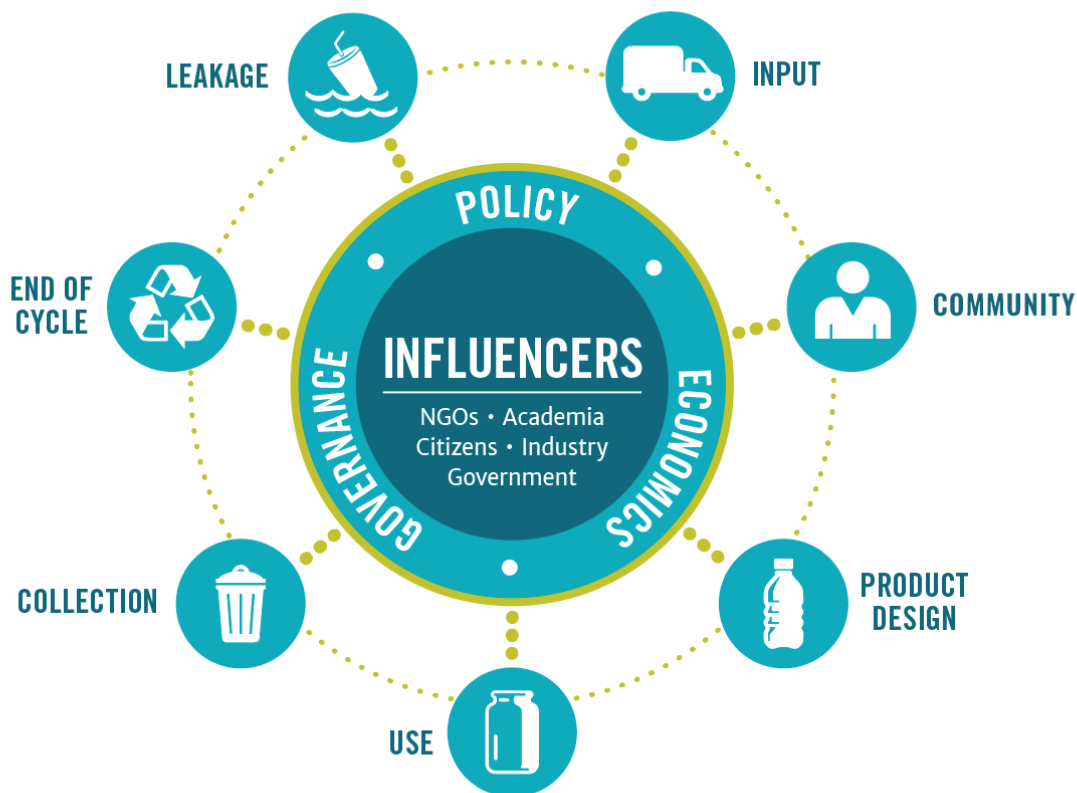 LEAKAGE
INPUT
POLICY
END OF
CYCLE
COMMUNITY
INFLUENCERS
NGOs • Academia
Citizens • Industry
Government
GOVERNANCE
ECONOMICS
COLLECTION
PRODUCT
DESIGN
USE